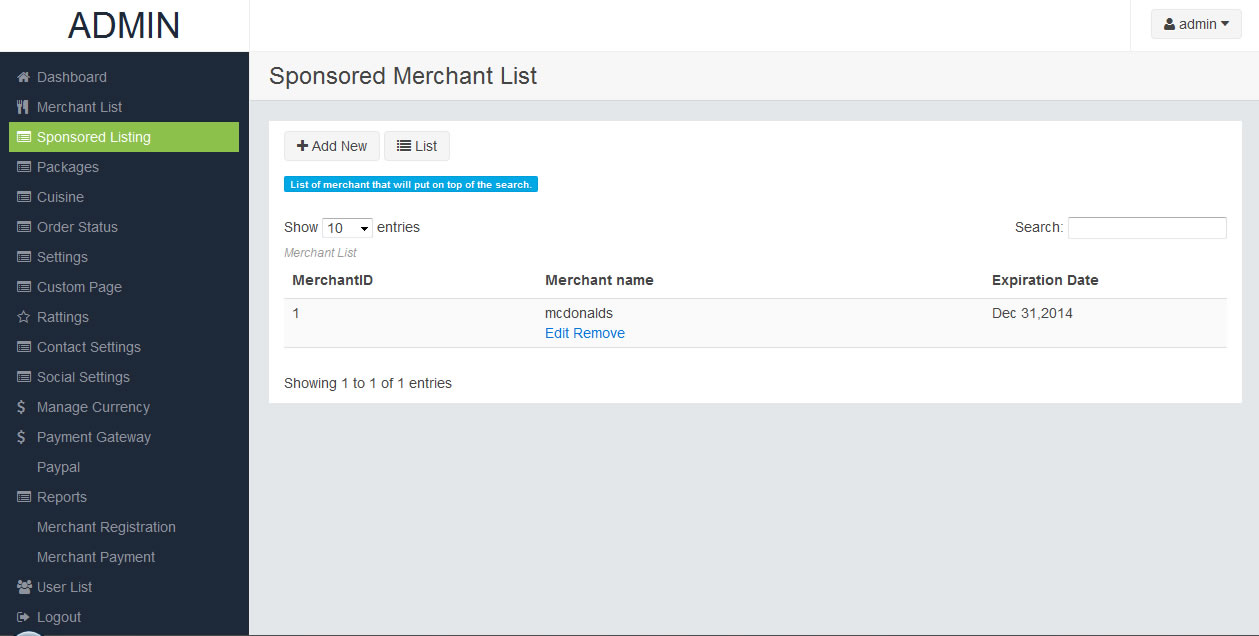 ADMIN
admin
Dashboard
Merchant List
Sponsored Listing
Packages
Cuisine
Order Status
Settings
Custom Page
Rattings
Contact Settings
Social Settings
Manage Currency
Payment Gateway
Paypal
Reports
Merchant Registration
Merchant Payment
User List
Logout
Sponsored Merchant List
Add New List
List of merchant that will put on top of the search.
Show 10 entries Search:
Merchant List
MerchantID Merchant name Expiration Date
1 mcdonalds Dec 31,2014
Edit Remove
Showing 1 to 1 of 1 entries